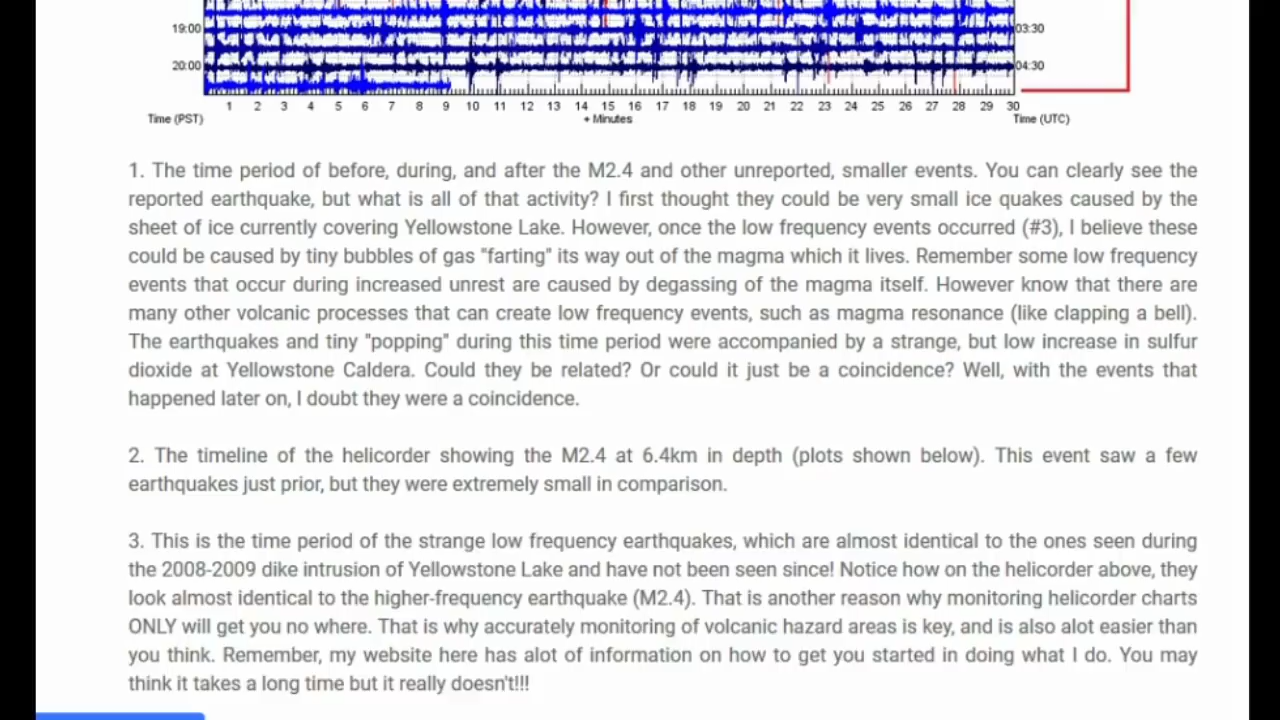 19:00 03:30
20:00 04:30
1 2 3 4 5 6 7 8 9 10 11 12 13 14 15 16 17 18 19 20 21 22 23 24 25 26 27 28 29 30
Time (PST) + Minutes Time (UTC)
1. The time period of before, during, and after the M2.4 and other unreported, smaller events. You can clearly see the
reported earthquake, but what is all of that activity? I first thought they could be very small ice quakes caused by the
sheet of ice currently covering Yellowstone Lake. However, once the low frequency events occurred (#3), I believe these
could be caused by tiny bubbles of gas "farting" its way out of the magma which it lives. Remember some low frequency
events that occur during increased unrest are caused by degassing of the magma itself. However know that there are
many other volcanic processes that can create low frequency events, such as magma resonance (like clapping a bell).
The earthquakes and tiny "popping" during this time period were accompanied by a strange, but low increase in sulfur
dioxide at Yellowstone Caldera. Could they be related? Or could it just be a coincidence? Well, with the events that
happened later on, I doubt they were a coincidence.
2. The timeline of the helicorder showing the M2.4 at 6.4km in depth (plots shown below). This event saw a few
earthquakes just prior, but they were extremely small in comparison.
3. This is the time period of the strange low frequency earthquakes, which are almost identical to the ones seen during
the 2008-2009 dike intrusion of Yellowstone Lake and have not been seen since! Notice how on the helicorder above, they
look almost identical to the higher-frequency earthquake (M2.4). That is another reason why monitoring helicorder charts
ONLY will get you no where. That is why accurately monitoring of volcanic hazard areas is key, and is also alot easier than
you think. Remember, my website here has alot of information on how to get you started in doing what I do. You may
think it takes a long time but it really doesn't!!!